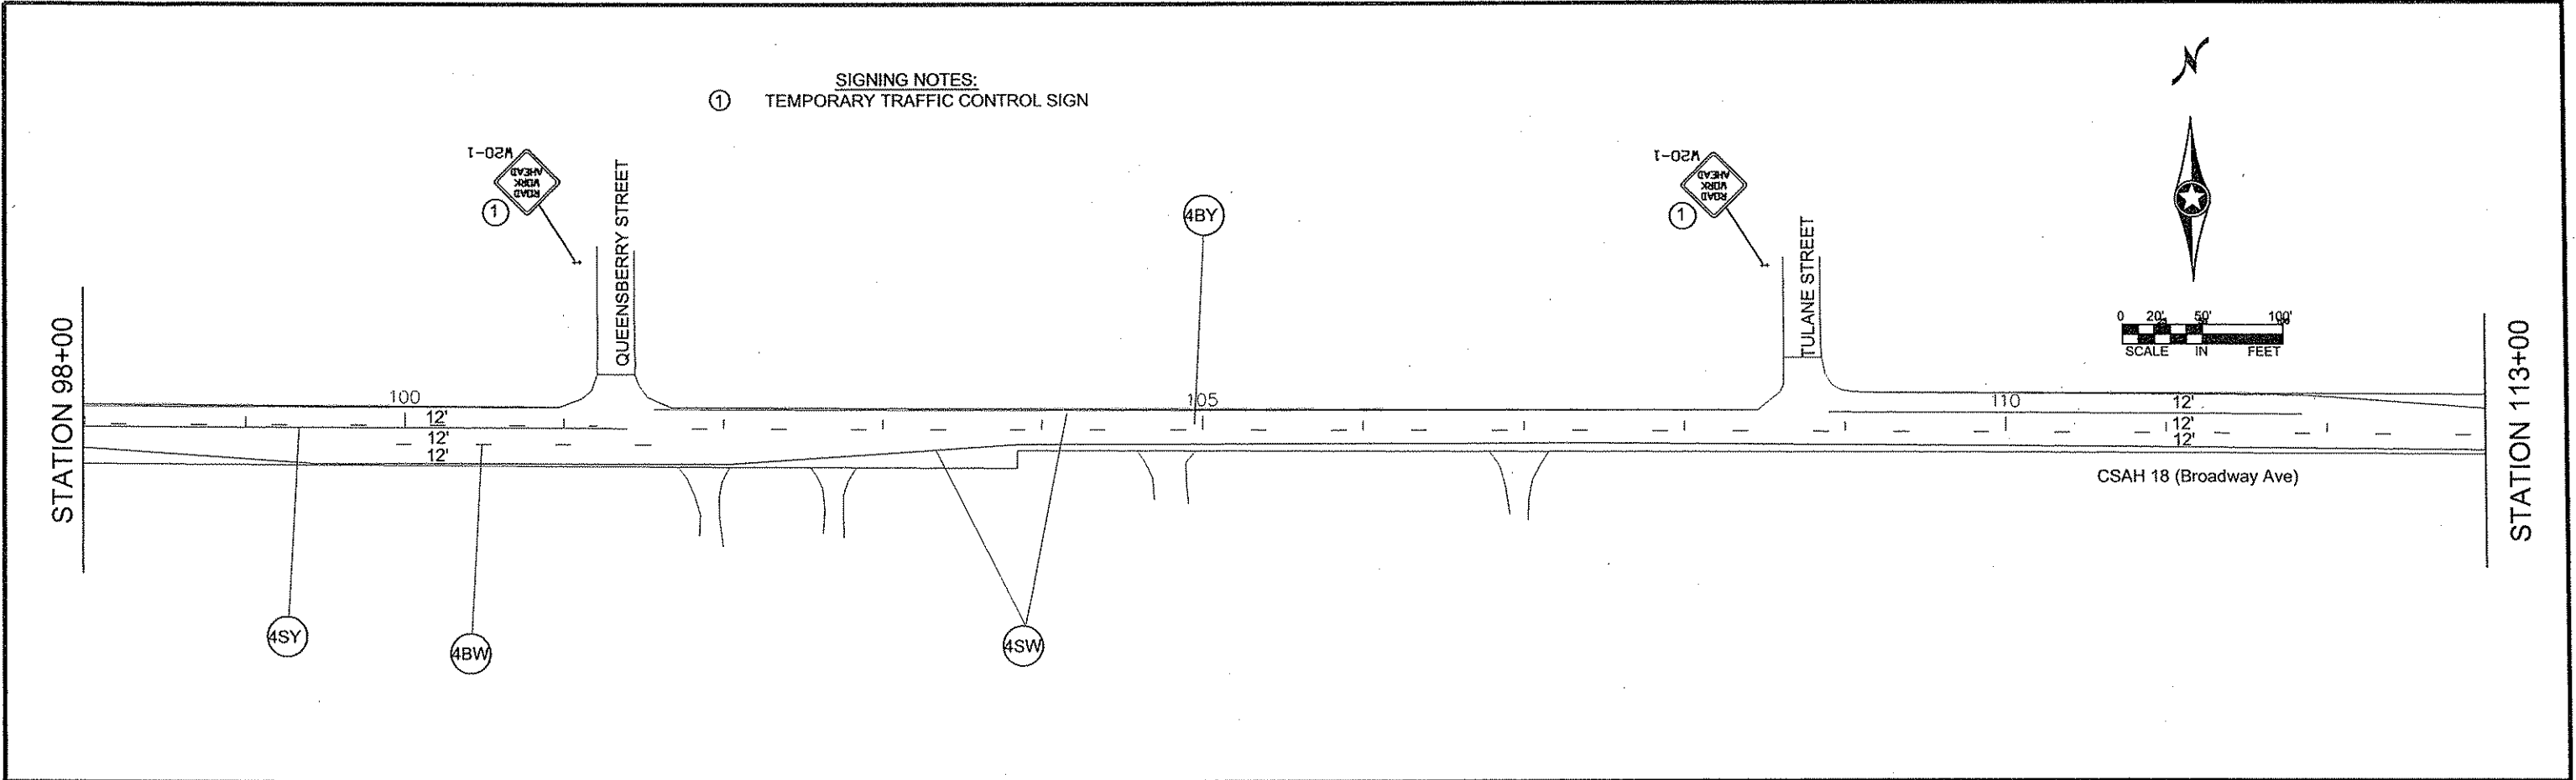 SIGNING NOTES:
① TEMPORARY TRAFFIC CONTROL SIGN
N
W20-1
ROAD
WORK
AHEAD
1
QUEENSBERRY STREET
4BY
W20-1
ROAD
WORK
AHEAD
1
TULANE STREET
0 20' 50' 100'
SCALE IN FEET
STATION 98+00
100
105
110
12'
12'
12'
12'
12'
12'
STATION 113+00
CSAH 18 (Broadway Ave)
4SY
4BW
4SW